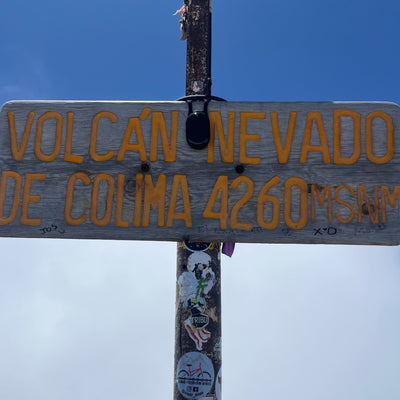 VOLCÁN NEVADO
DE COLIMA 4260 MSNM